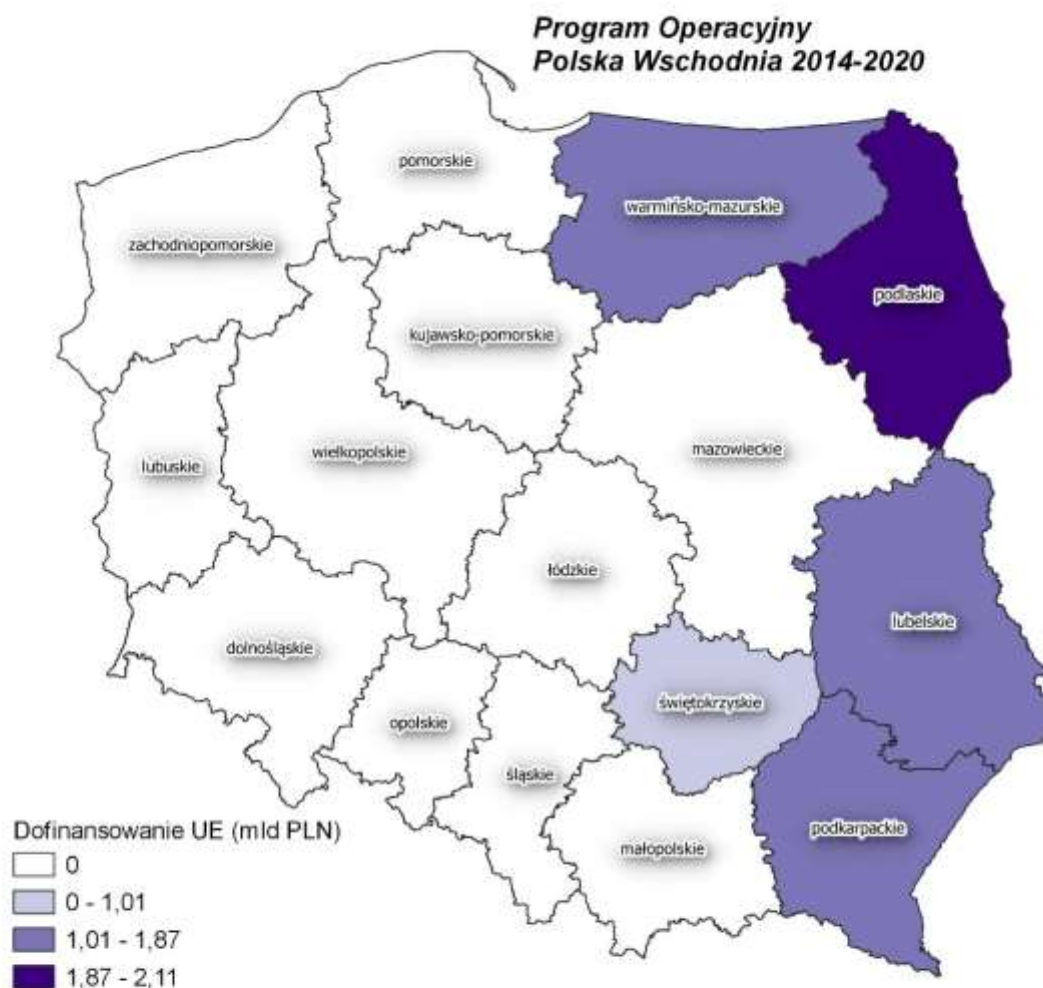 Program Operacyjny
Polska Wschodnia 2014-2020
pomorskie
warmińsko-mazurskie
zachodniopomorskie
podlaskie
kujawsko-pomorskie
mazowieckie
wielkopolskie
lubuskie
łódzkie
lubelskie
dolnośląskie
świętokrzyskie
opolskie
śląskie
podkarpackie
małopolskie
Dofinansowanie UE (mld PLN)
0
0 - 1,01
1,01 - 1,87
1,87 - 2,11